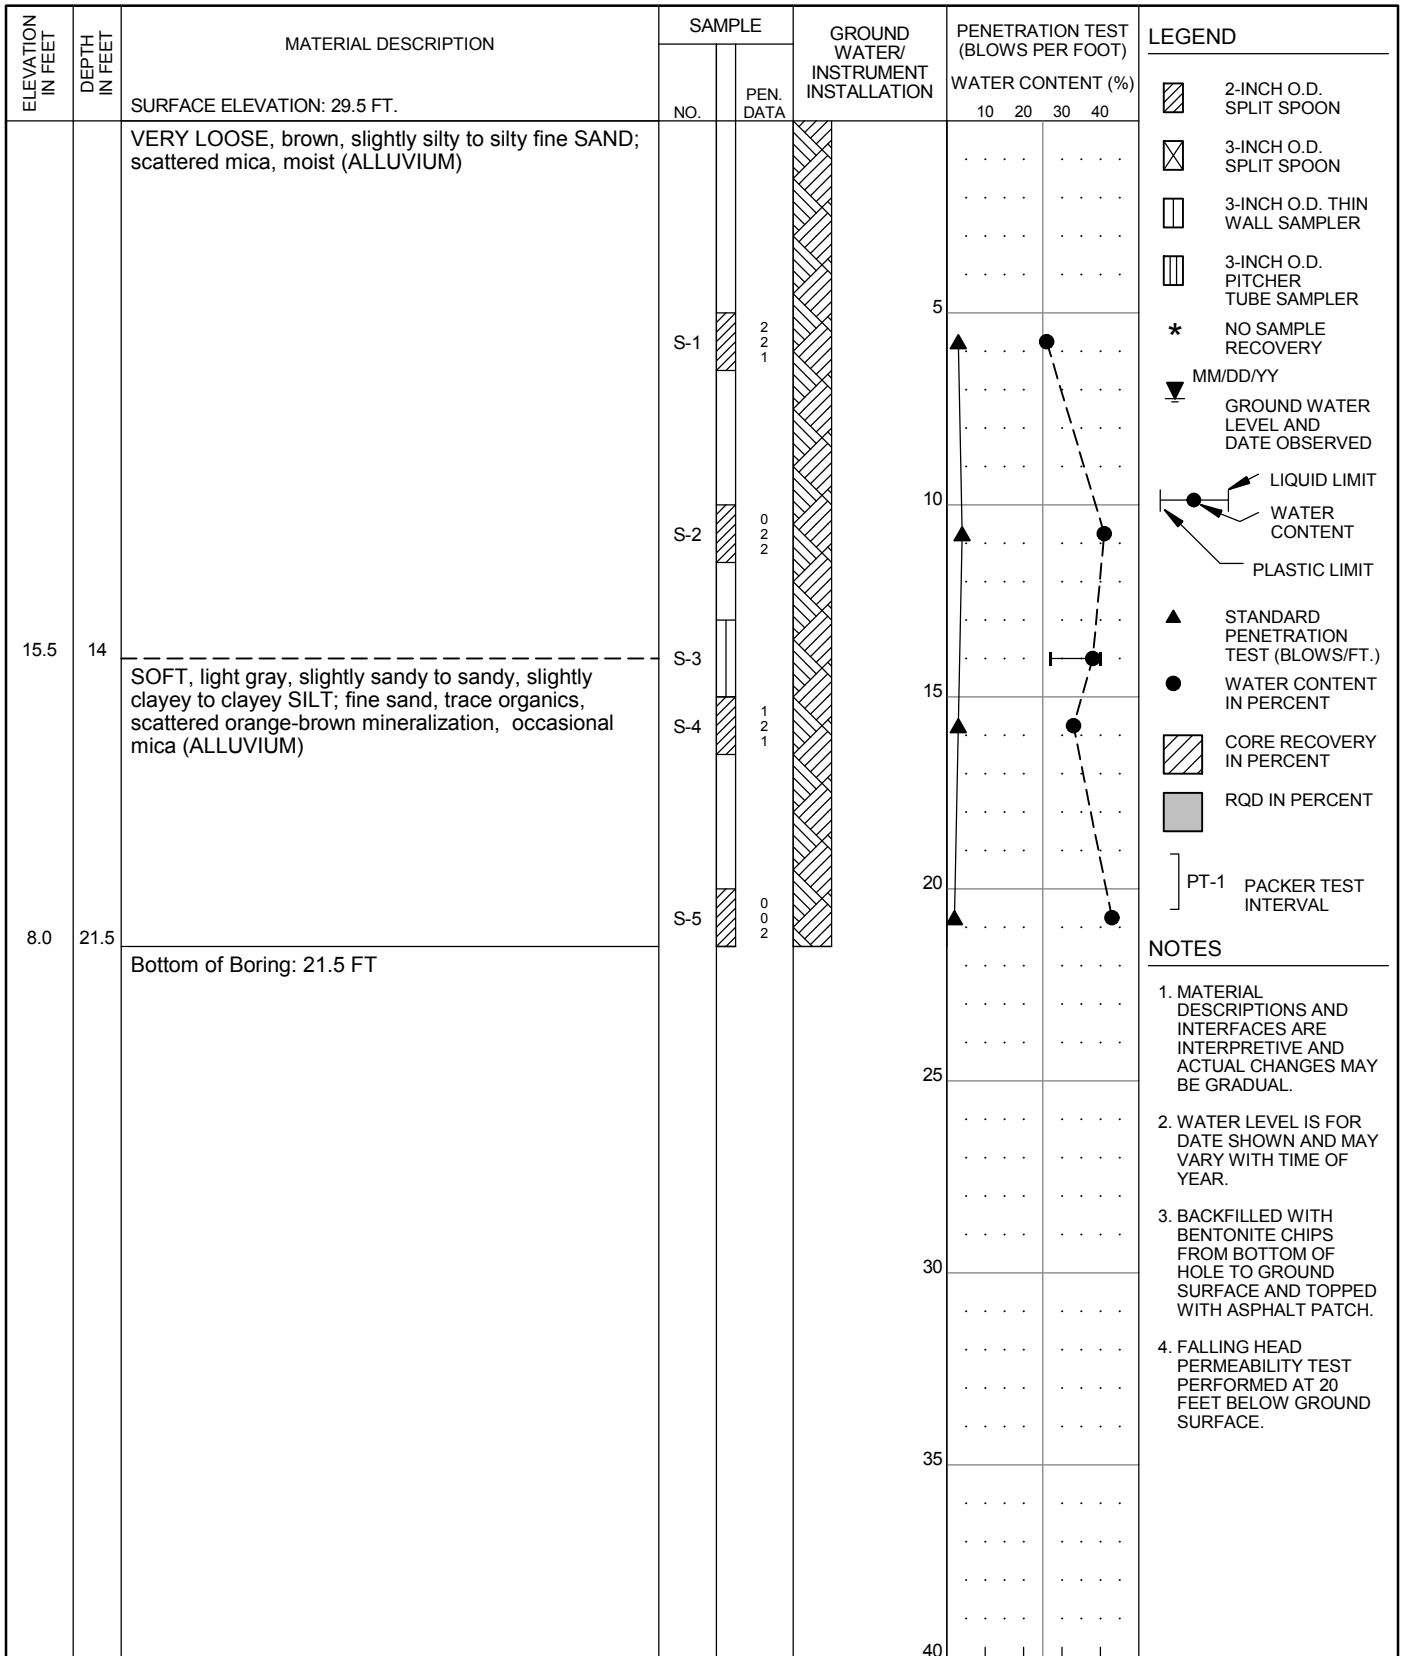 ELEVATION
IN FEET
DEPTH
IN FEET
MATERIAL DESCRIPTION
SURFACE ELEVATION: 29.5 FT.
SAMPLE
NO.
PEN.
DATA
GROUND
WATER/
INSTRUMENT
INSTALLATION
PENETRATION TEST
(BLOWS PER FOOT)
WATER CONTENT (%)
10 20 30 40
VERY LOOSE, brown, slightly silty to silty fine SAND;
scattered mica, moist (ALLUVIUM)
5
S-1
2
2
1
10
S-2
0
2
2
15.5 14
S-3
SOFT, light gray, slightly sandy to sandy, slightly
clayey to clayey SILT; fine sand, trace organics,
scattered orange-brown mineralization, occasional
mica (ALLUVIUM)
15
S-4
1
2
1
20
S-5
0
0
2
8.0 21.5
Bottom of Boring: 21.5 FT
25
30
35
40
LEGEND
2-INCH O.D.
SPLIT SPOON
3-INCH O.D.
SPLIT SPOON
3-INCH O.D. THIN
WALL SAMPLER
3-INCH O.D.
PITCHER
TUBE SAMPLER
* NO SAMPLE
RECOVERY
MM/DD/YY
GROUND WATER
LEVEL AND
DATE OBSERVED
LIQUID LIMIT
WATER
CONTENT
PLASTIC LIMIT
STANDARD
PENETRATION
TEST (BLOWS/FT.)
WATER CONTENT
IN PERCENT
CORE RECOVERY
IN PERCENT
RQD IN PERCENT
PT-1 PACKER TEST
INTERVAL
NOTES
1. MATERIAL
DESCRIPTIONS AND
INTERFACES ARE
INTERPRETIVE AND
ACTUAL CHANGES MAY
BE GRADUAL.
2. WATER LEVEL IS FOR
DATE SHOWN AND MAY
VARY WITH TIME OF
YEAR.
3. BACKFILLED WITH
BENTONITE CHIPS
FROM BOTTOM OF
HOLE TO GROUND
SURFACE AND TOPPED
WITH ASPHALT PATCH.
4. FALLING HEAD
PERMEABILITY TEST
PERFORMED AT 20
FEET BELOW GROUND
SURFACE.